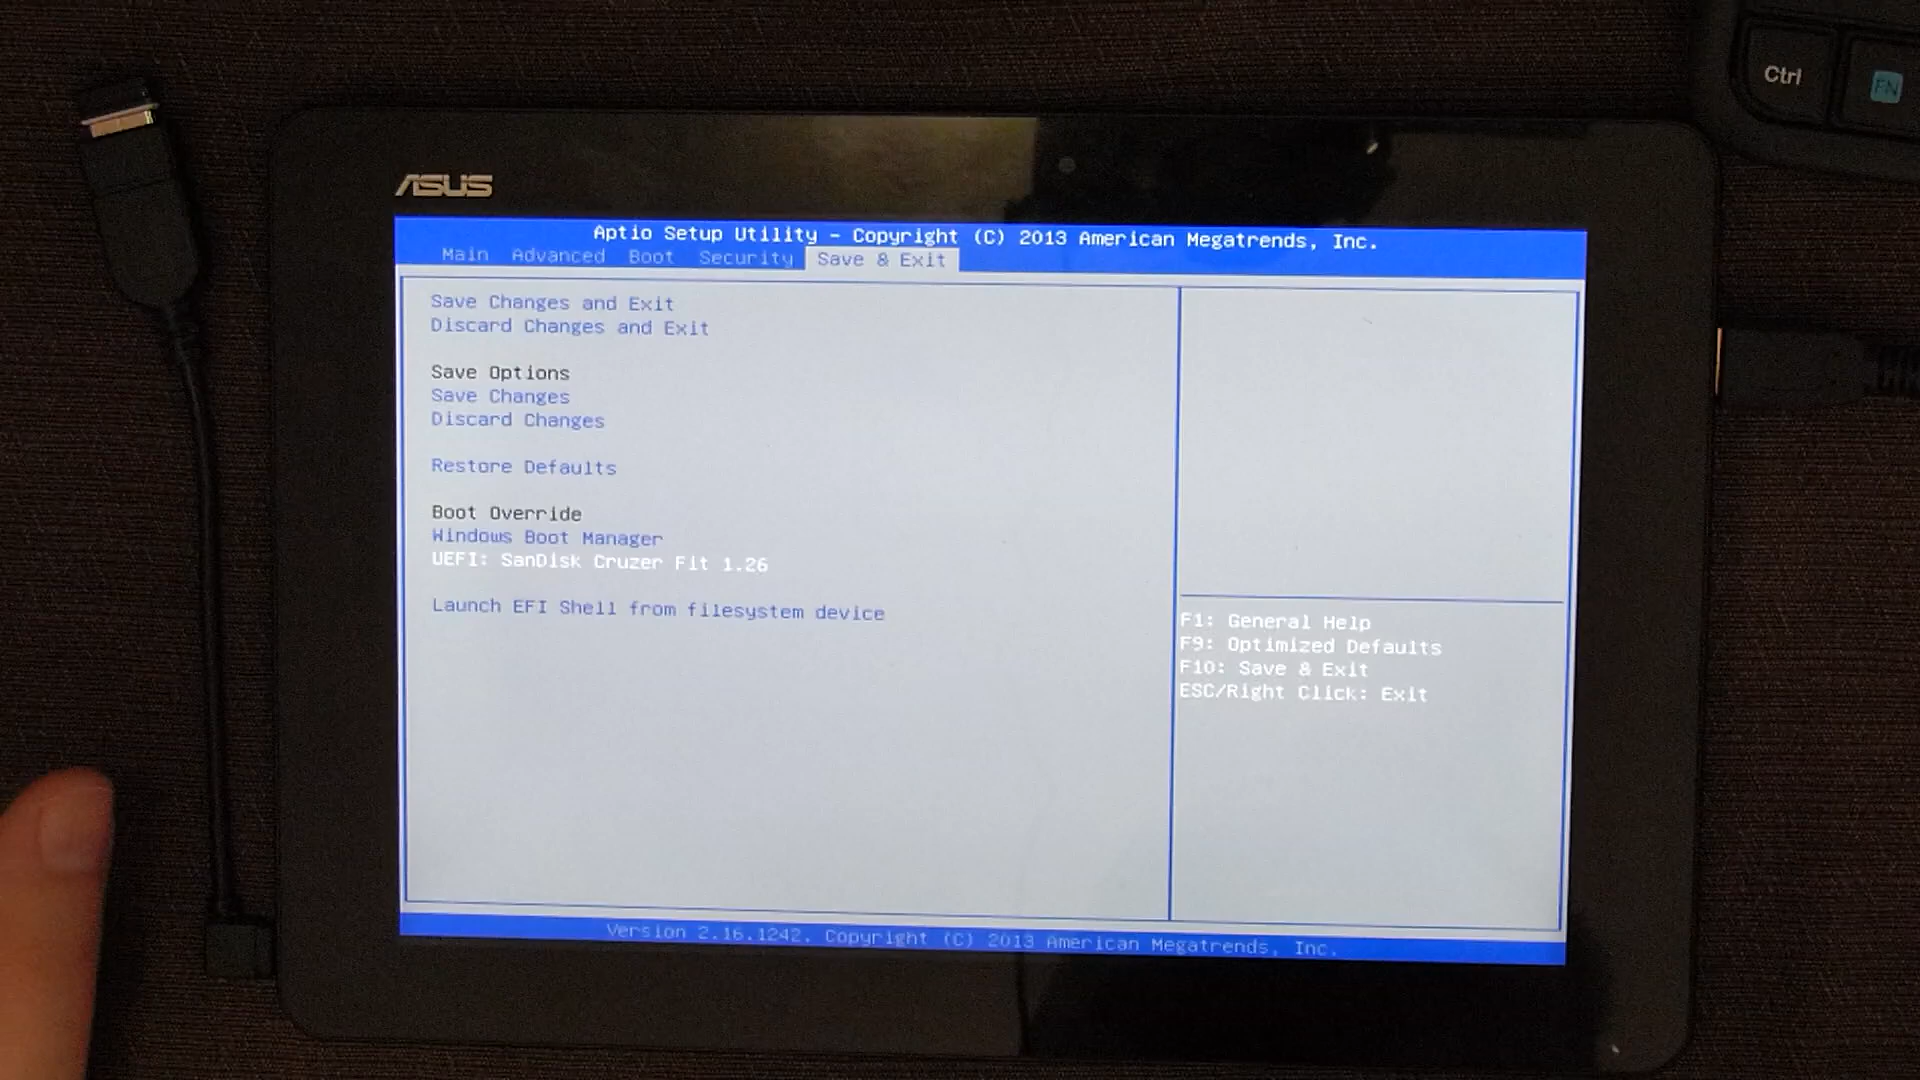 Ctrl
FN
ASUS
Aptio Setup Utility - Copyright (C) 2013 American Megatrends, Inc.
Main Advanced Boot Security Save & Exit
Save Changes and Exit
Discard Changes and Exit
Save Options
Save Changes
Discard Changes
Restore Defaults
Boot Override
Windows Boot Manager
UEFI: SanDisk Cruzer Fit 1.26
Launch EFI Shell from filesystem device
F1: General Help
F9: Optimized Defaults
F10: Save & Exit
ESC/Right Click: Exit
Version 2.16.1242. Copyright (C) 2013 American Megatrends, Inc.